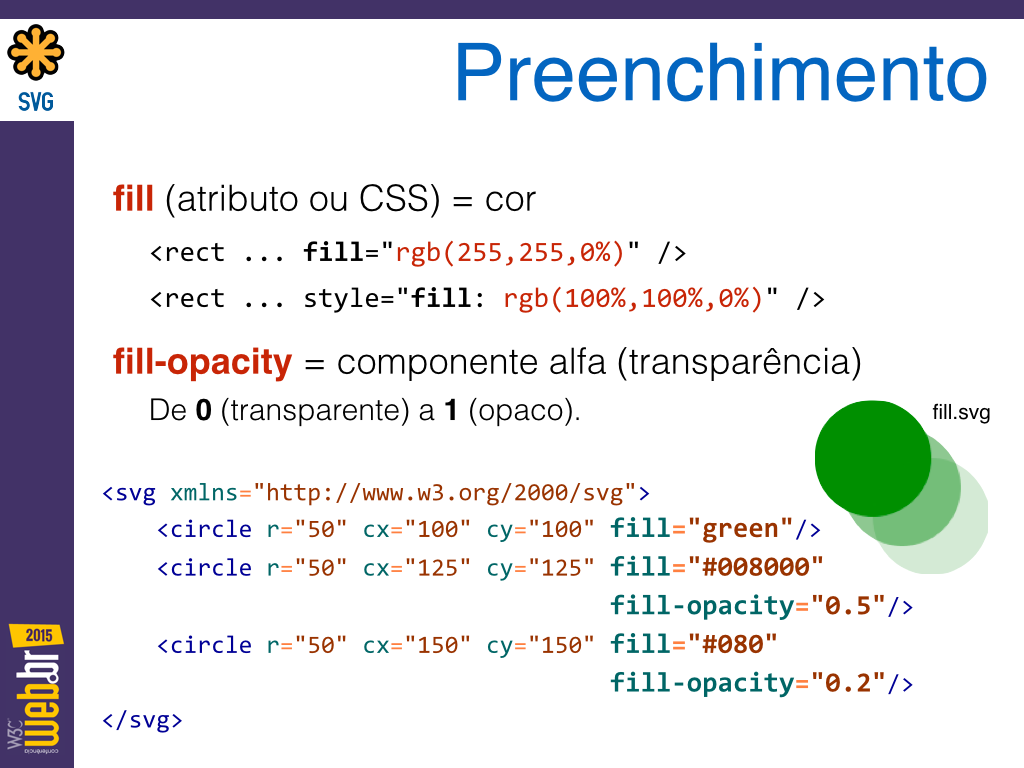 SVG
Preenchimento
fill (atributo ou CSS) = cor
<rect ... fill="rgb(255,255,0%)" />
<rect ... style="fill: rgb(100%,100%,0%)" />
fill-opacity = componente alfa (transparência)
De 0 (transparente) a 1 (opaco).
fill.svg
<svg xmlns="http://www.w3.org/2000/svg">
<circle r="50" cx="100" cy="100" fill="green"/>
<circle r="50" cx="125" cy="125" fill="#008000"
fill-opacity="0.5"/>
<circle r="50" cx="150" cy="150" fill="#080"
fill-opacity="0.2"/>
</svg>
2015
W3C
web.br
conferência